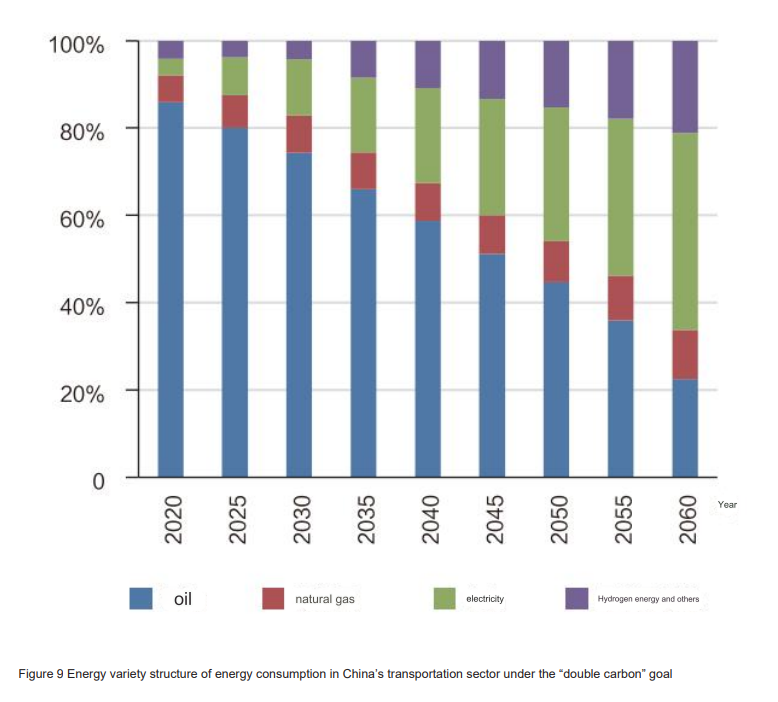 100%
80%
60%
40%
20%
0
2020 2025 2030 2035 2040 2045 2050 2055 2060 Year
oil natural gas electricity Hydrogen energy and others
Figure 9 Energy variety structure of energy consumption in China’s transportation sector under the “double carbon” goal